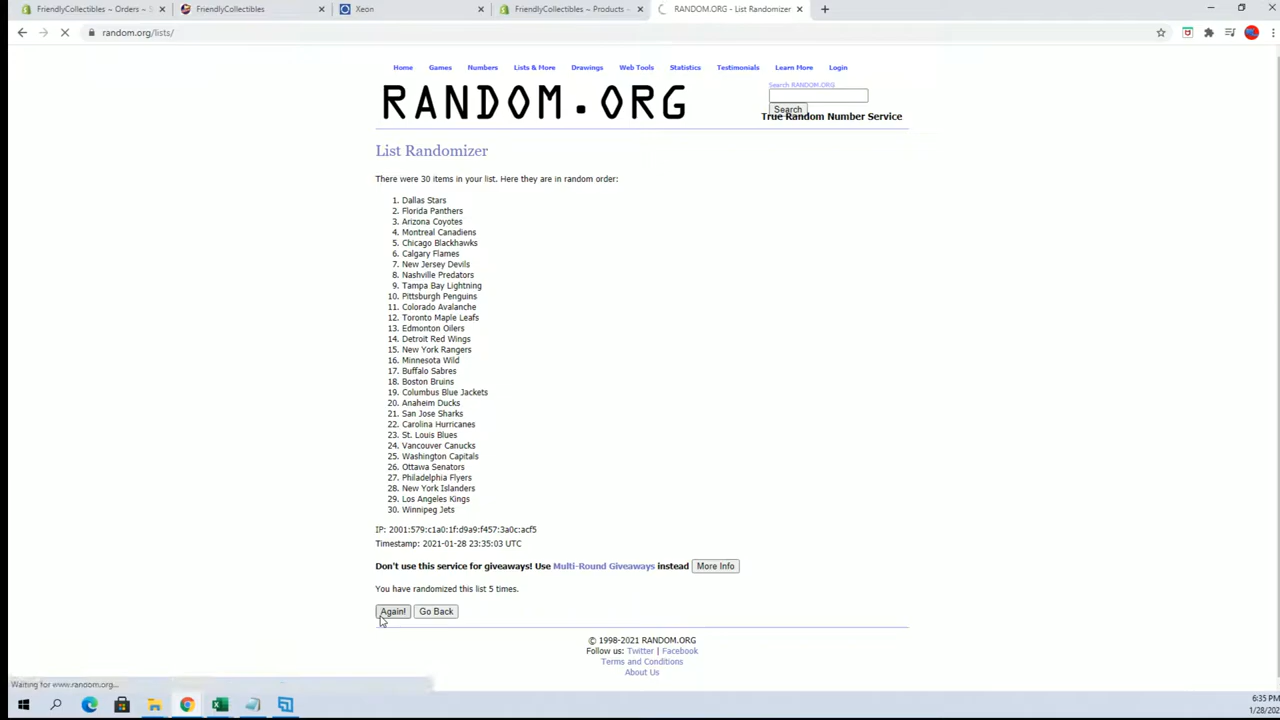 FriendlyCollectibles ~ Orders ~ S
FriendlyCollectibles
Xeon
FriendlyCollectibles ~ Products ~
RANDOM.ORG - List Randomizer
random.org/lists/
Home Games Numbers Lists & More Drawings Web Tools Statistics Testimonials Learn More Login
Search RANDOM.ORG
RANDOM.ORG
Search
True Random Number Service
List Randomizer
There were 30 items in your list. Here they are in random order:
1. Dallas Stars
2. Florida Panthers
3. Arizona Coyotes
4. Montreal Canadiens
5. Chicago Blackhawks
6. Calgary Flames
7. New Jersey Devils
8. Nashville Predators
9. Tampa Bay Lightning
10. Pittsburgh Penguins
11. Colorado Avalanche
12. Toronto Maple Leafs
13. Edmonton Oilers
14. Detroit Red Wings
15. New York Rangers
16. Minnesota Wild
17. Buffalo Sabres
18. Boston Bruins
19. Columbus Blue Jackets
20. Anaheim Ducks
21. San Jose Sharks
22. Carolina Hurricanes
23. St. Louis Blues
24. Vancouver Canucks
25. Washington Capitals
26. Ottawa Senators
27. Philadelphia Flyers
28. New York Islanders
29. Los Angeles Kings
30. Winnipeg Jets
IP: 2001:579:c1a0:1f:d9a9:f457:3a0c:acf5
Timestamp: 2021-01-28 23:35:03 UTC
Don't use this service for giveaways! Use Multi-Round Giveaways instead More Info
You have randomized this list 5 times.
Again! Go Back
© 1998-2021 RANDOM.ORG
Follow us: Twitter | Facebook
Terms and Conditions
About Us
Waiting for www.random.org...
6:35 PM
1/28/202